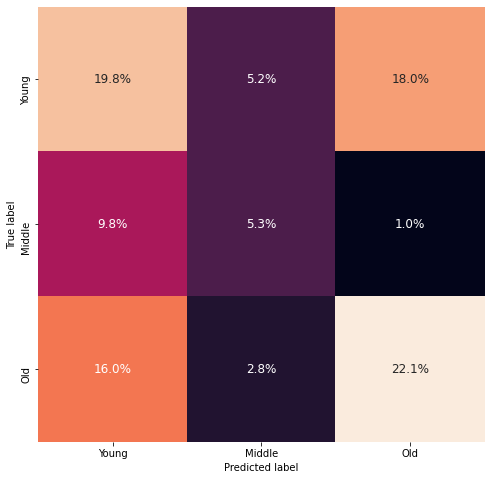 Young 19.8% 5.2% 18.0%
True label
Middle 9.8% 5.3% 1.0%
Old 16.0% 2.8% 22.1%
Young Middle Old
Predicted label